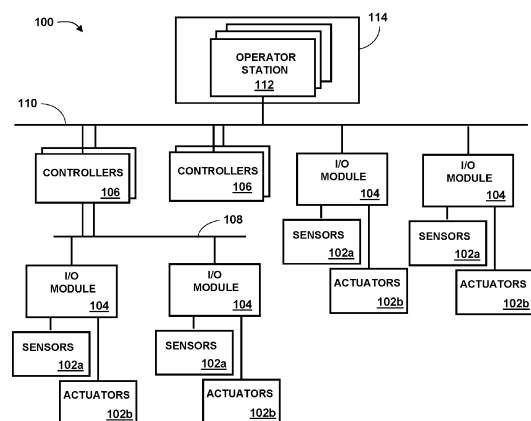 100
114
OPERATOR
STATION
112
110
CONTROLLERS
106
CONTROLLERS
106
I/O
MODULE
104
I/O
MODULE
104
SENSORS
102a
SENSORS
102a
ACTUATORS
102b
ACTUATORS
102b
108
I/O
MODULE
104
I/O
MODULE
104
SENSORS
102a
SENSORS
102a
ACTUATORS
102b
ACTUATORS
102b